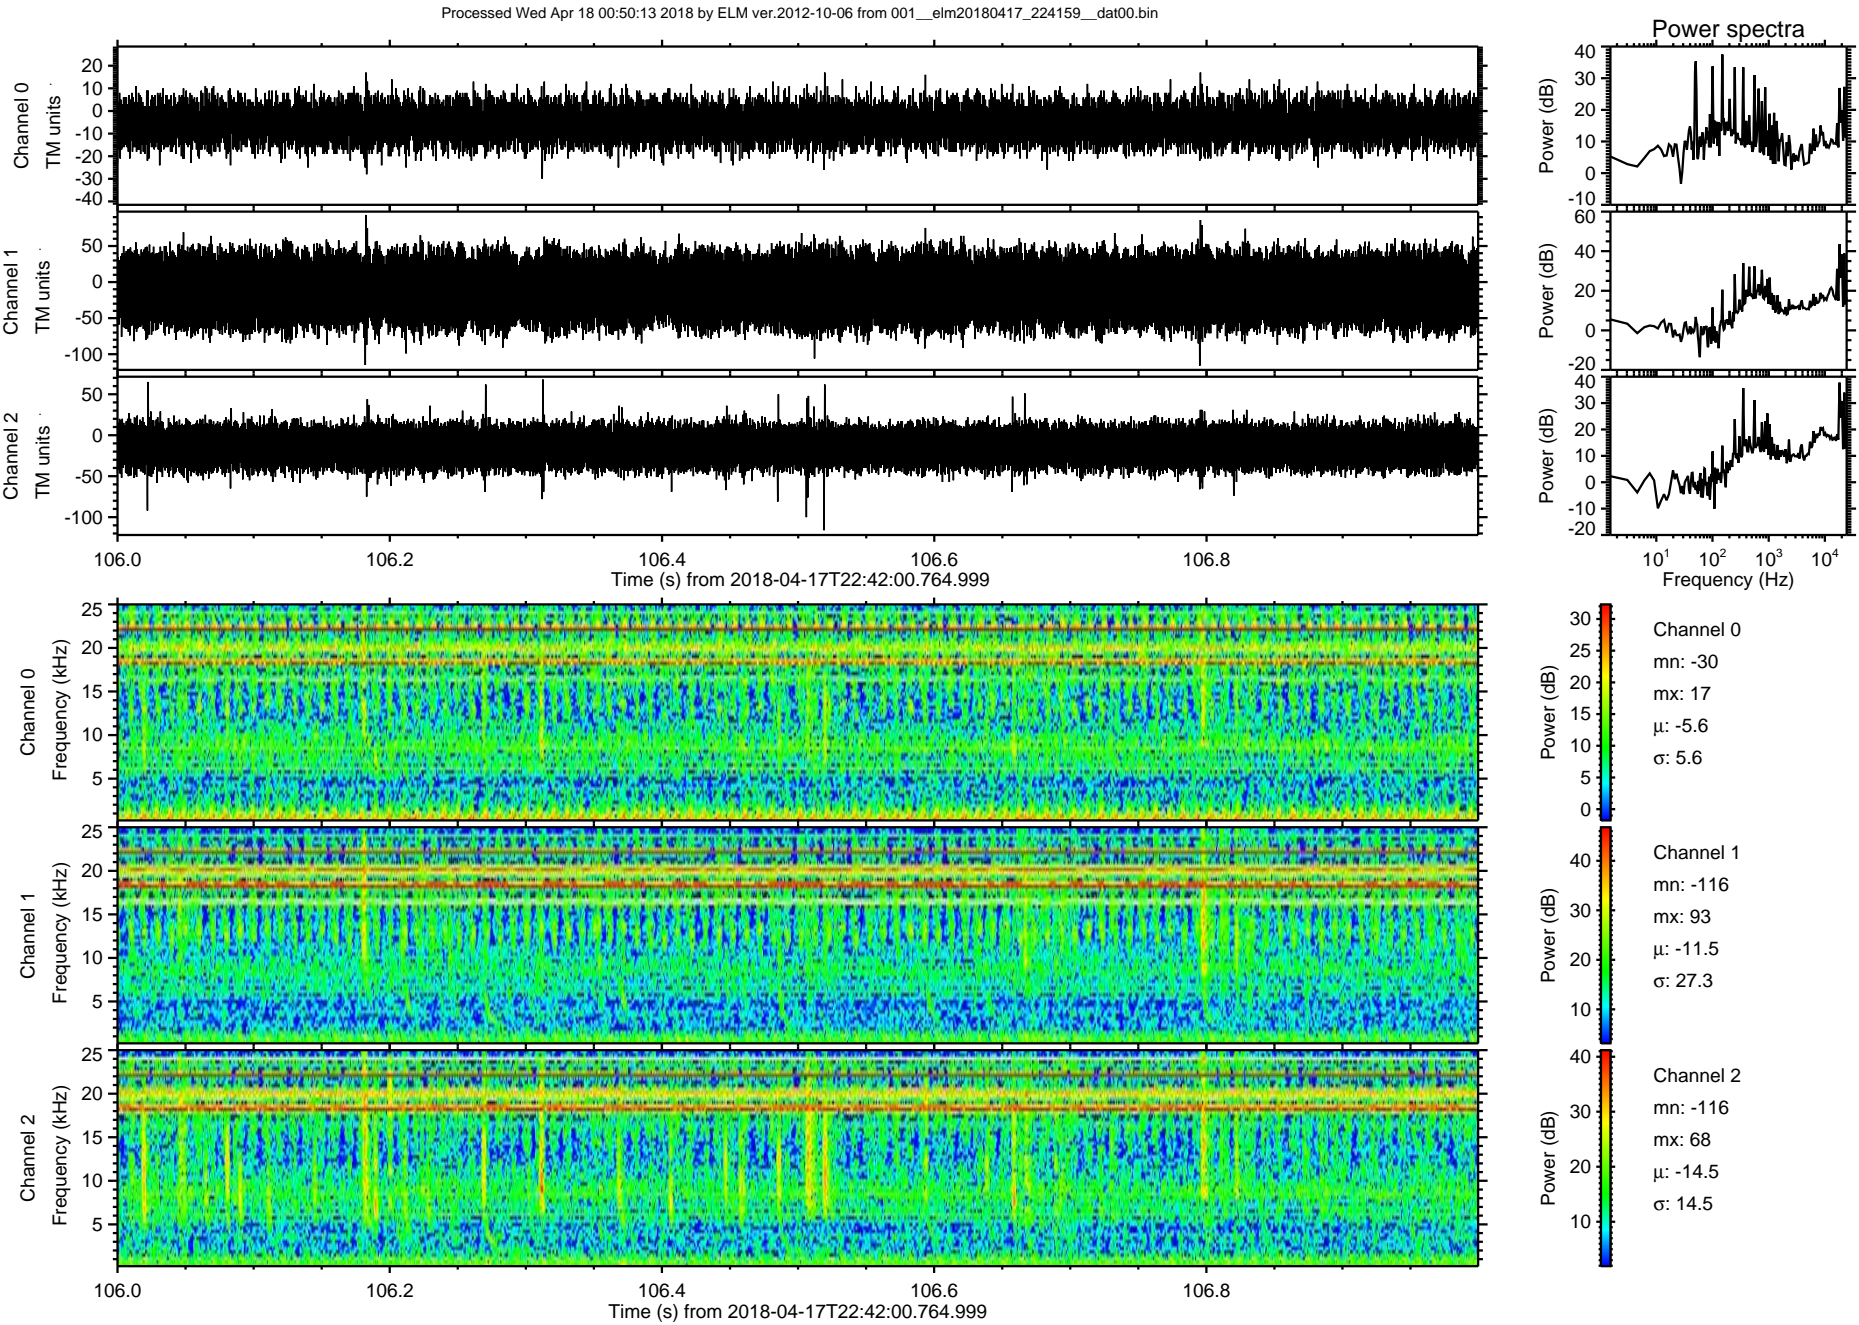 Processed Wed Apr 18 00:50:13 2018 by ELM ver.2012-10-06 from 001__elm20180417_224159__dat00.bin
Power spectra
Channel 0
TM units
20
10
0
-10
-20
-30
-40
Power (dB)
40
30
20
10
0
-10
Channel 1
TM units
50
0
-50
-100
Power (dB)
60
40
20
0
-20
Channel 2
TM units
50
0
-50
-100
Power (dB)
40
30
20
10
0
-10
-20
106.0 106.2 106.4 106.6 106.8
Time (s) from 2018-04-17T22:42:00.764.999
10¹ 10² 10³ 10⁴
Frequency (Hz)
Channel 0
Frequency (kHz)
25
20
15
10
5
Power (dB)
30
25
20
15
10
5
0
Channel 0
mn: -30
mx: 17
μ: -5.6
σ: 5.6
Channel 1
Frequency (kHz)
25
20
15
10
5
Power (dB)
40
30
20
10
Channel 1
mn: -116
mx: 93
μ: -11.5
σ: 27.3
Channel 2
Frequency (kHz)
25
20
15
10
5
Power (dB)
40
30
20
10
Channel 2
mn: -116
mx: 68
μ: -14.5
σ: 14.5
106.0 106.2 106.4 106.6 106.8
Time (s) from 2018-04-17T22:42:00.764.999